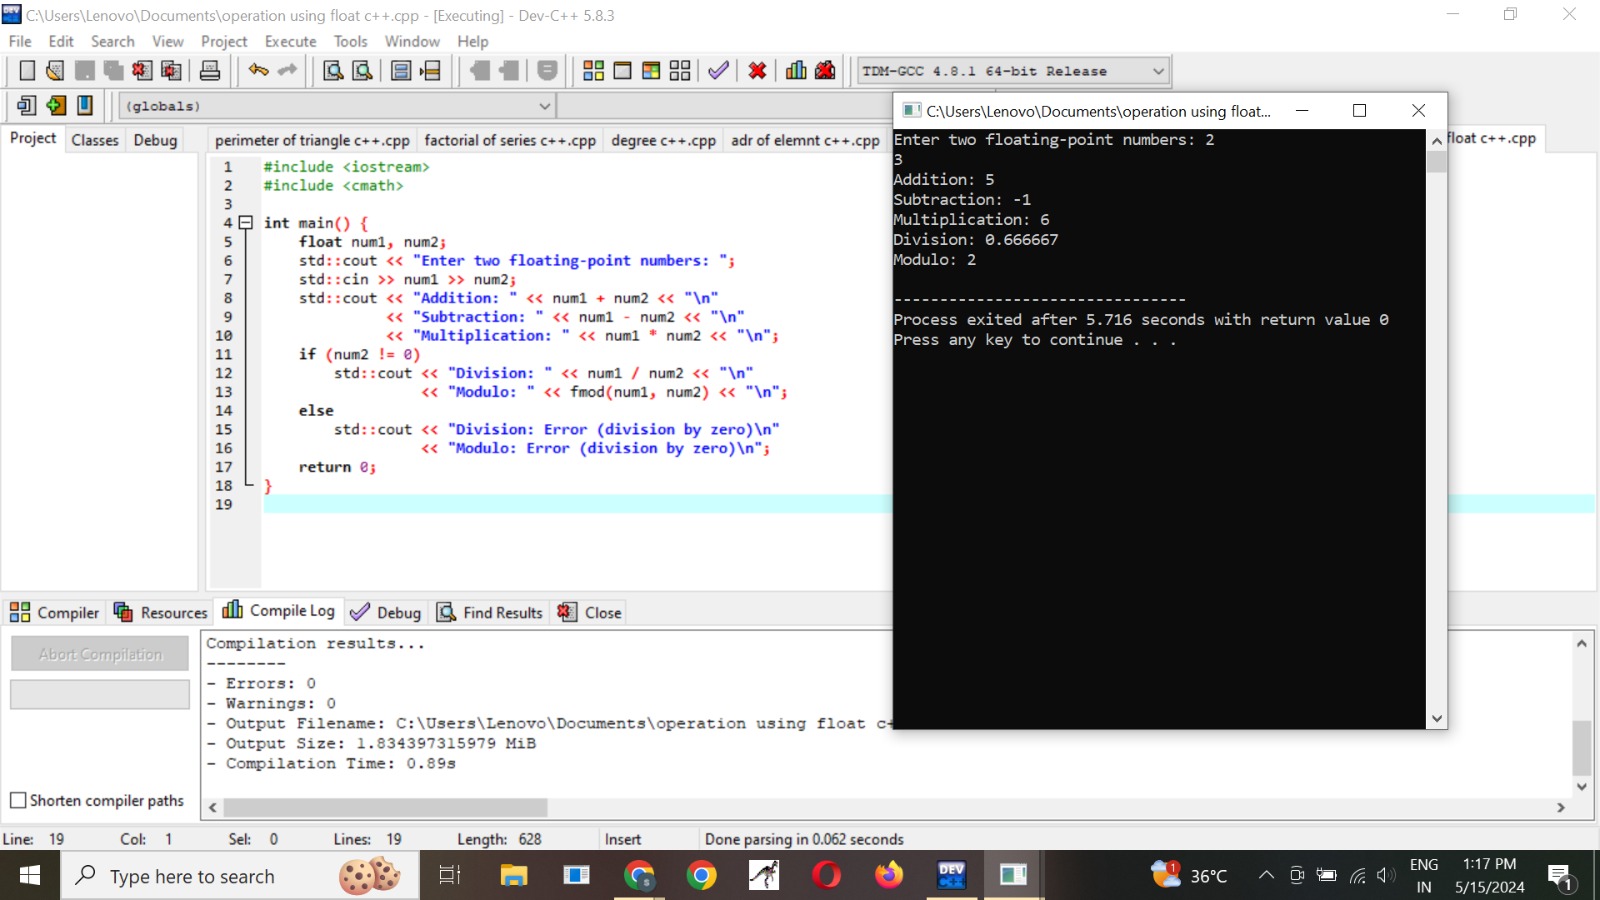 C:\Users\Lenovo\Documents\operation using float c++.cpp - [Executing] - Dev-C++ 5.8.3
File Edit Search View Project Execute Tools Window Help
TDM-GCC 4.8.1 64-bit Release
(globals)
Project Classes Debug
perimeter of triangle c++.cpp factorial of series c++.cpp degree c++.cpp adr of elemnt c++.cpp float c++.cpp
1 #include <iostream>
2 #include <cmath>
3
4 int main() {
5 float num1, num2;
6 std::cout << "Enter two floating-point numbers: ";
7 std::cin >> num1 >> num2;
8 std::cout << "Addition: " << num1 + num2 << "\n"
9 << "Subtraction: " << num1 - num2 << "\n"
10 << "Multiplication: " << num1 * num2 << "\n";
11 if (num2 != 0)
12 std::cout << "Division: " << num1 / num2 << "\n"
13 << "Modulo: " << fmod(num1, num2) << "\n";
14 else
15 std::cout << "Division: Error (division by zero)\n"
16 << "Modulo: Error (division by zero)\n";
17 return 0;
18 }
19
C:\Users\Lenovo\Documents\operation using float...
Enter two floating-point numbers: 2
3
Addition: 5
Subtraction: -1
Multiplication: 6
Division: 0.666667
Modulo: 2
--------------------------------
Process exited after 5.716 seconds with return value 0
Press any key to continue . . .
Compiler Resources Compile Log Debug Find Results Close
Abort Compilation
Shorten compiler paths
Compilation results...
--------
- Errors: 0
- Warnings: 0
- Output Filename: C:\Users\Lenovo\Documents\operation using float c+
- Output Size: 1.834397315979 MiB
- Compilation Time: 0.89s
Line: 19 Col: 1 Sel: 0 Lines: 19 Length: 628 Insert Done parsing in 0.062 seconds
Type here to search
DEV
1
36°C
ENG
IN
1:17 PM
5/15/2024
1